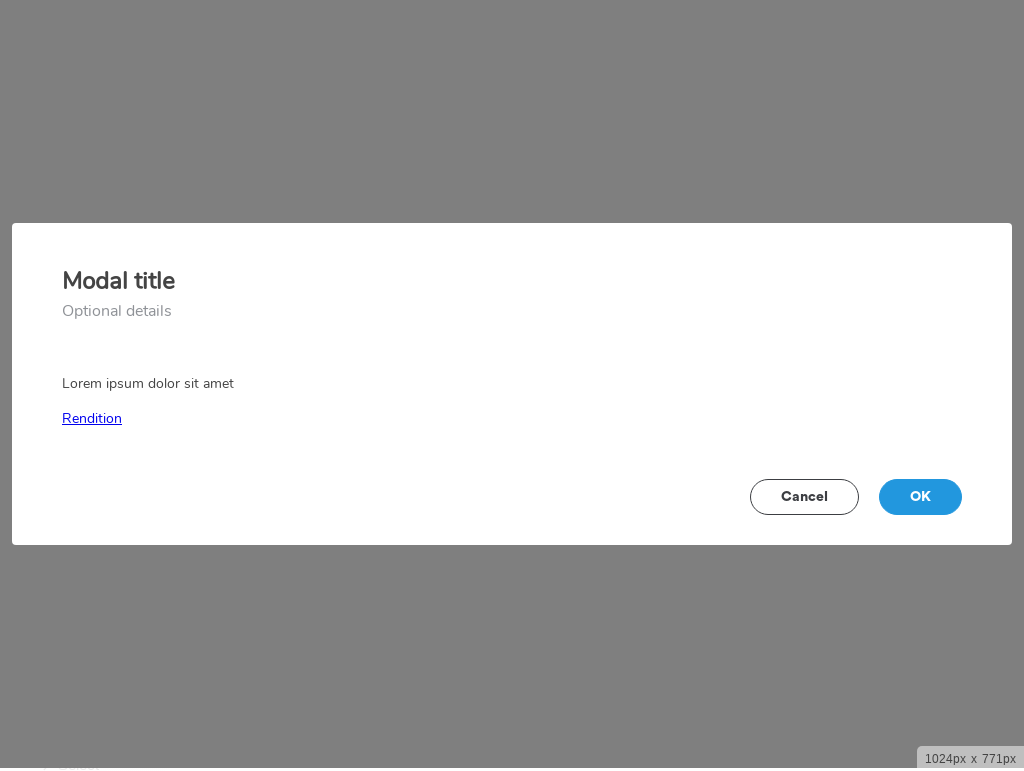 Modal title
Optional details
Lorem ipsum dolor sit amet
Rendition
Cancel OK
1024px x 771px